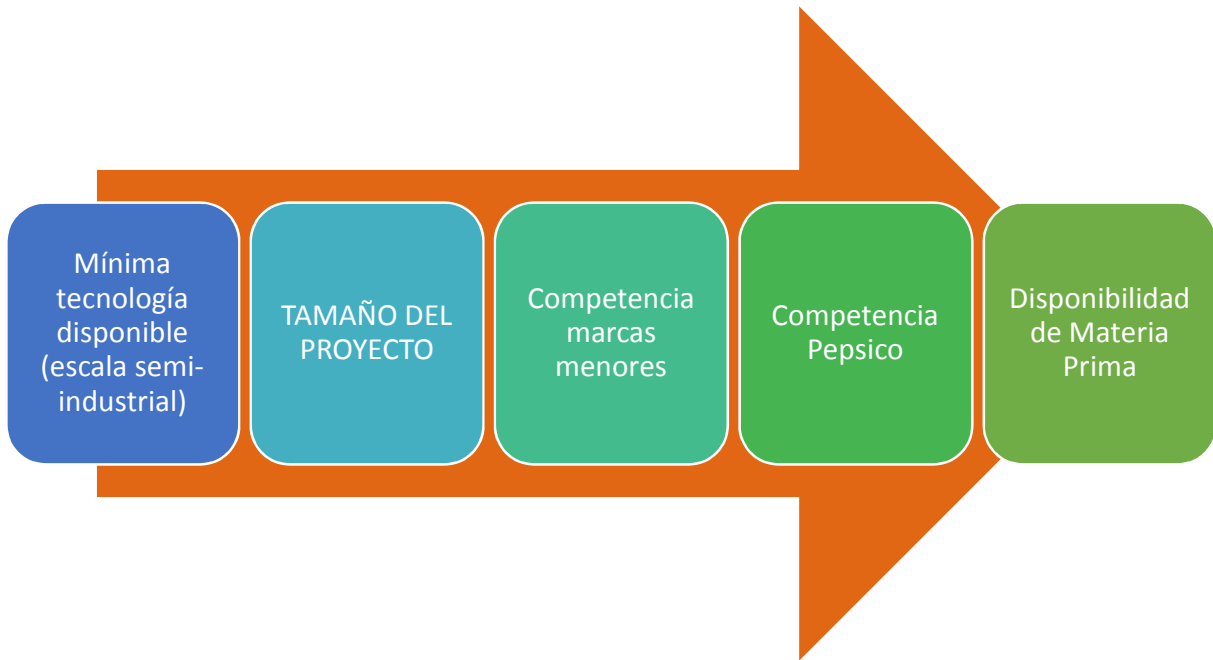 Mínima
tecnología
disponible
(escala semi-
industrial)
TAMAÑO DEL
PROYECTO
Competencia
marcas
menores
Competencia
Pepsico
Disponibilidad
de Materia
Prima